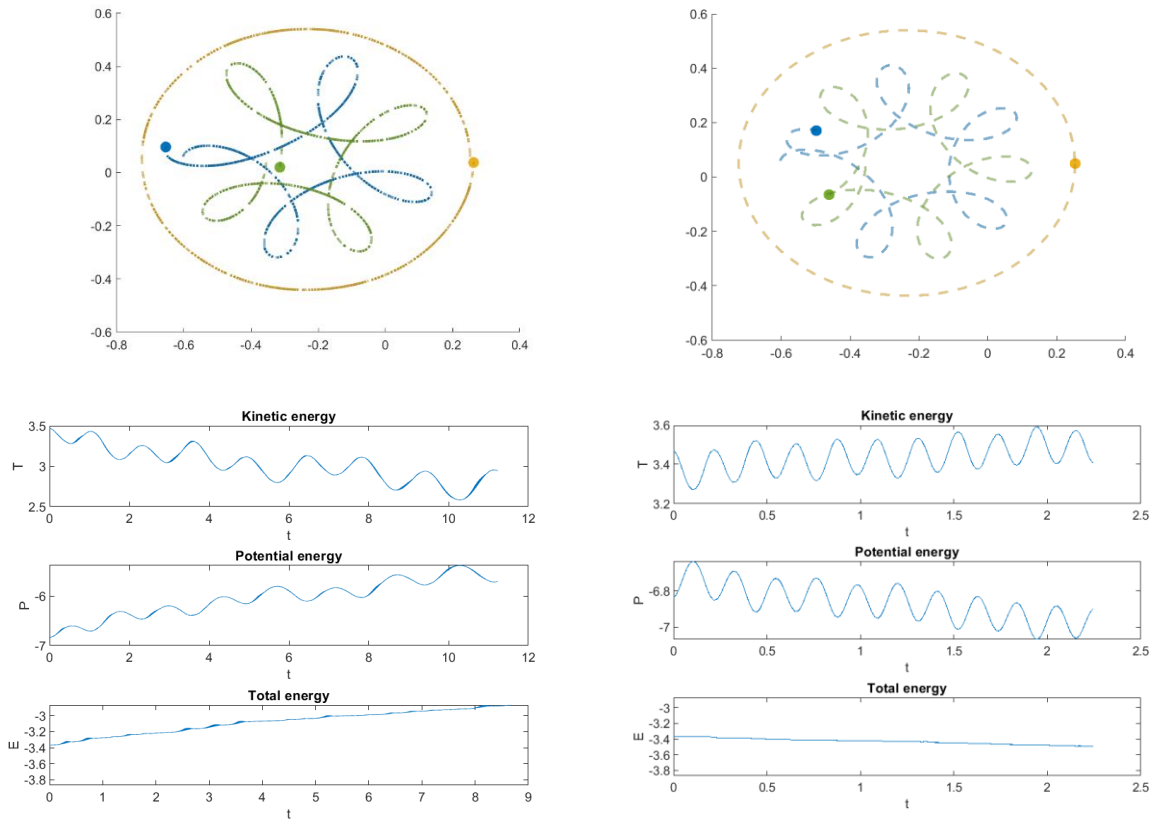 0.6
0.4
0.2
0
-0.2
-0.4
-0.6
-0.8 -0.6 -0.4 -0.2 0 0.2 0.4
0.6
0.4
0.2
0
-0.2
-0.4
-0.6
-0.8 -0.6 -0.4 -0.2 0 0.2 0.4
Kinetic energy
3.5
3
2.5
T
0 2 4 6 8 10 12
t
Potential energy
-6
-7
P
0 2 4 6 8 10 12
t
Total energy
-3
-3.2
-3.4
-3.6
-3.8
E
0 1 2 3 4 5 6 7 8 9
t
Kinetic energy
3.6
3.4
3.2
T
0 0.5 1 1.5 2 2.5
t
Potential energy
-6.8
-7
P
0 0.5 1 1.5 2 2.5
t
Total energy
-3
-3.2
-3.4
-3.6
-3.8
E
0 0.5 1 1.5 2 2.5
t